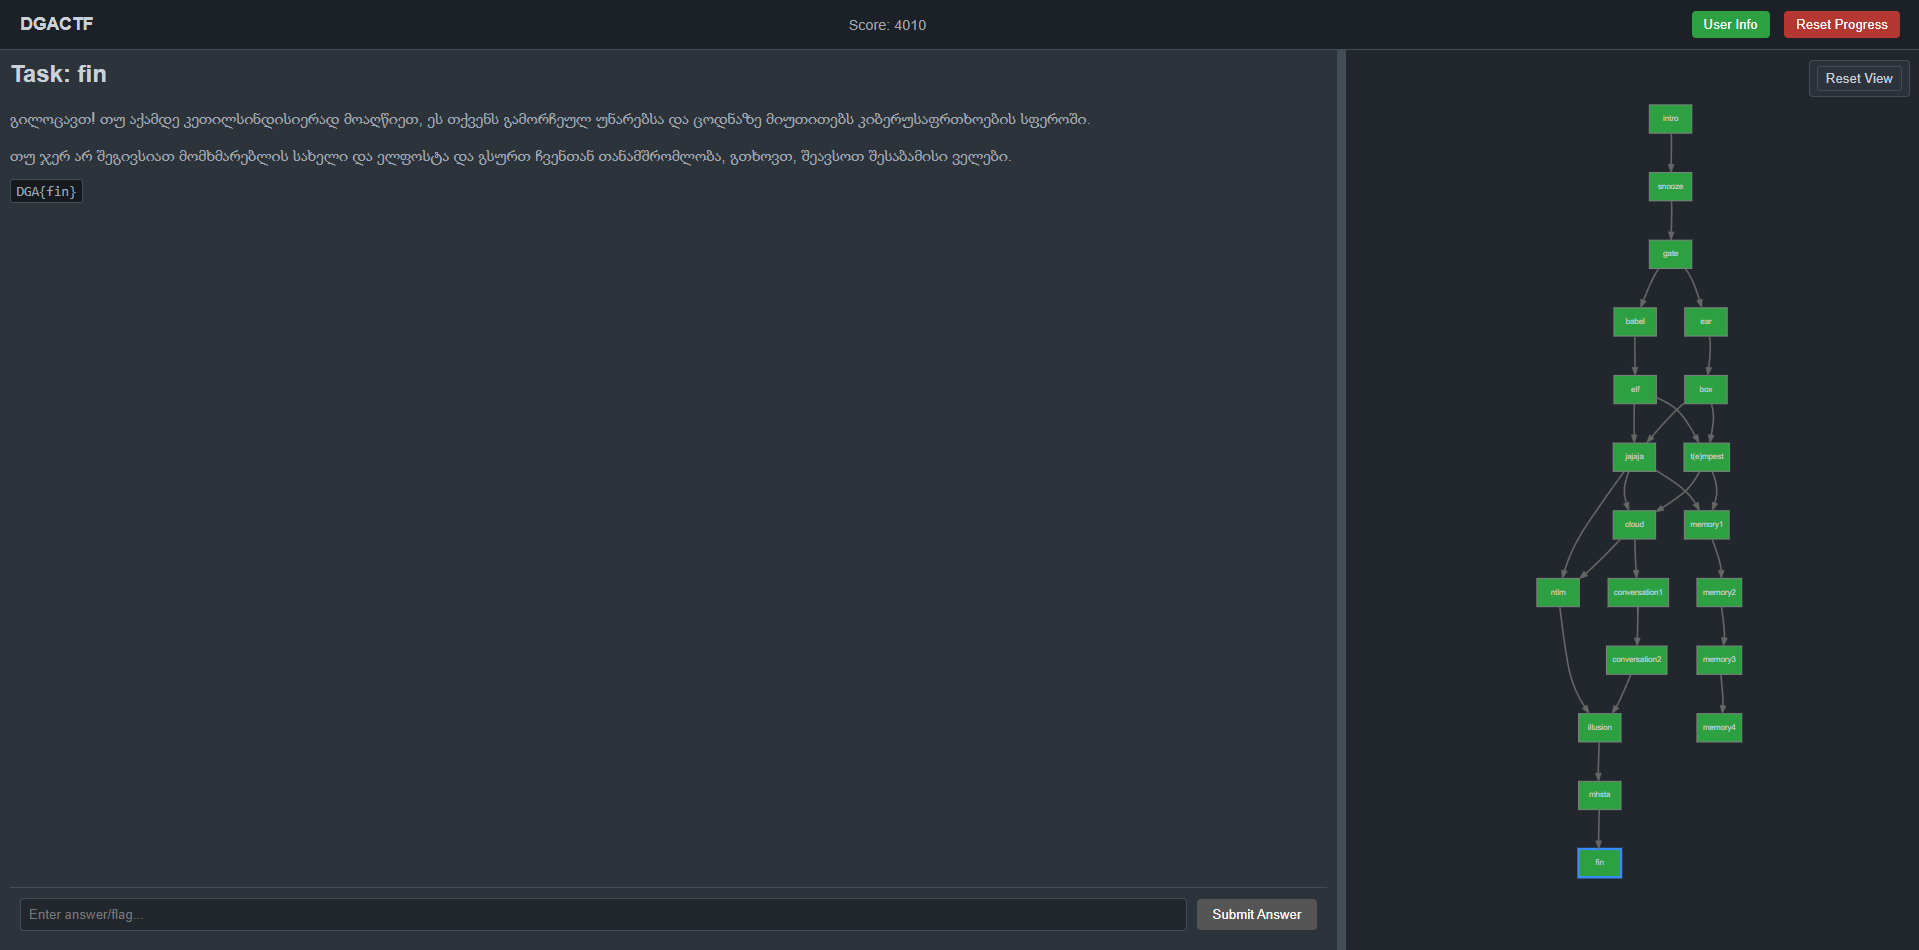 DGACTF
Score: 4010
User Info
Reset Progress
Task: fin
გილოცავთ! თუ აქამდე კეთილსინდისიერად მოაღწიეთ, ეს თქვენს გამორჩეულ უნარებსა და ცოდნაზე მიუთითებს კიბერუსაფრთხოების სფეროში.
თუ ჯერ არ შეგივსიათ მომხმარებლის სახელი და ელფოსტა და გსურთ ჩვენთან თანამშრომლობა, გთხოვთ, შეავსოთ შესაბამისი ველები.
DGA{fin}
Enter answer/flag...
Submit Answer
Reset View
intro
snooze
gate
babel
ear
elf
box
jajaja
t(e)mpest
cloud
memory1
ntlm
conversation1
memory2
conversation2
memory3
illusion
memory4
mhsta
fin